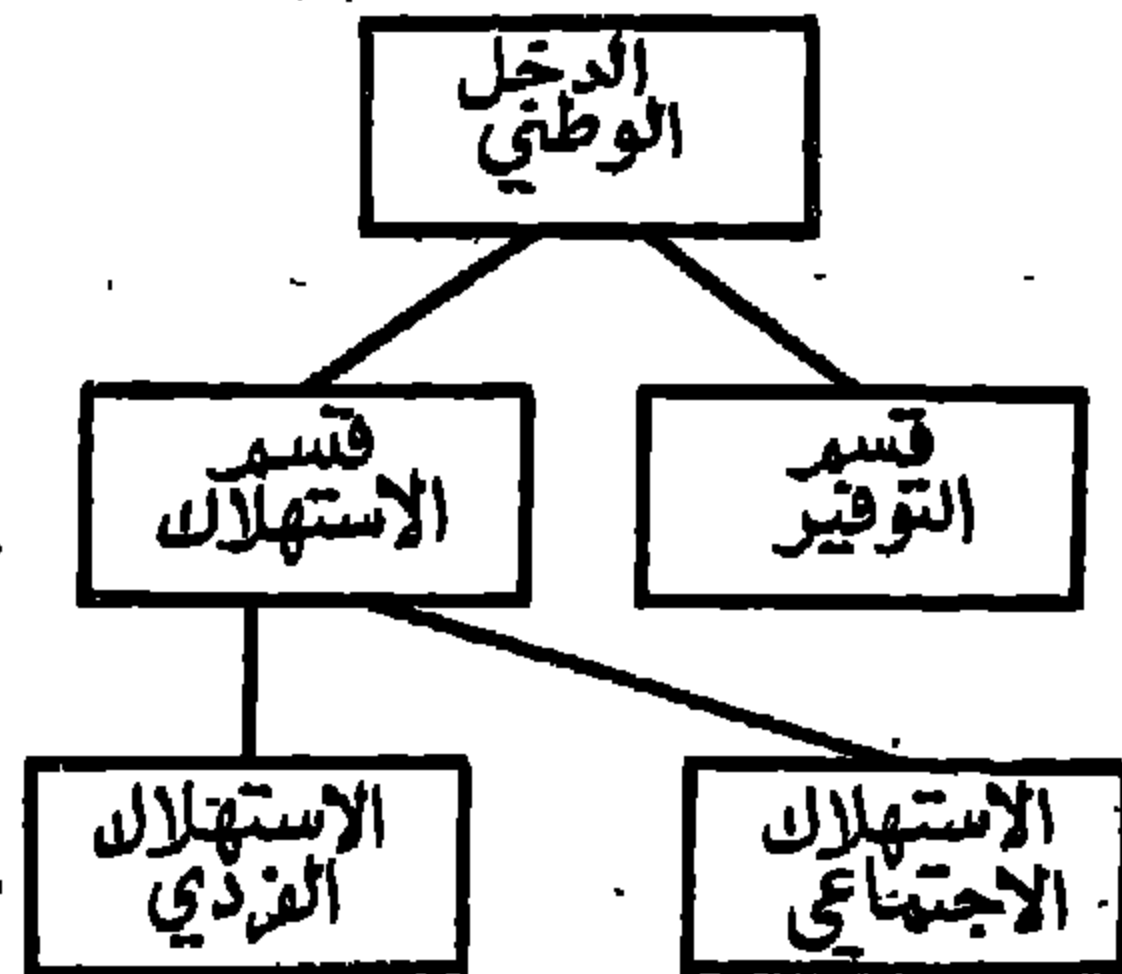 الدخل
الوطني
قسم
التوفير
قسم
الاستهلاك
الاستهلاك
الاجتماعي
الاستهلاك
الفردي